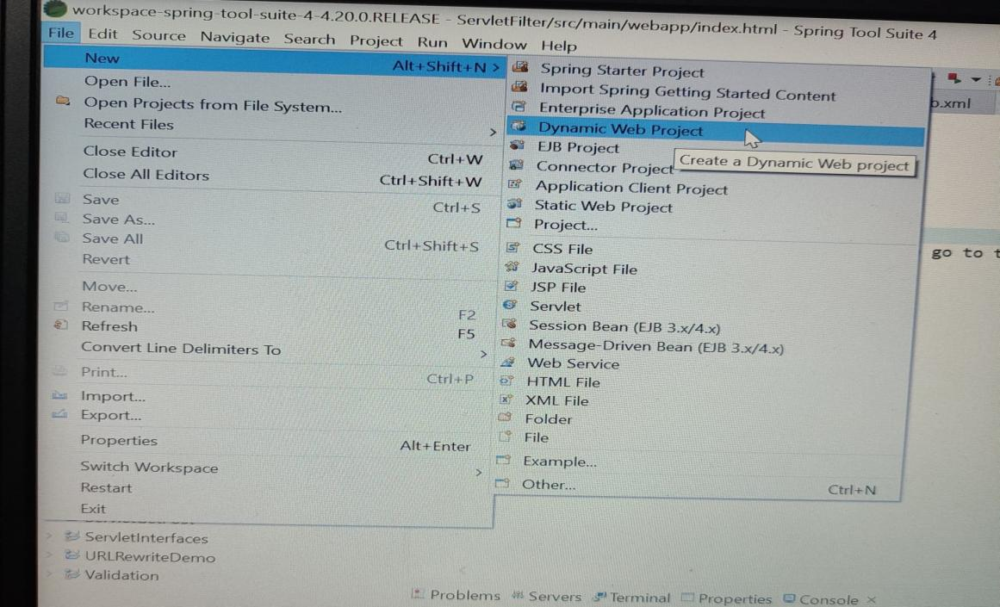 workspace-spring-tool-suite-4-4.20.0.RELEASE - ServletFilter/src/main/webapp/index.html - Spring Tool Suite 4
File Edit Source Navigate Search Project Run Window Help
New Alt+Shift+N >
Open File...
Open Projects from File System...
Recent Files >
Close Editor Ctrl+W
Close All Editors Ctrl+Shift+W
Save Ctrl+S
Save As...
Save All Ctrl+Shift+S
Revert
Move...
Rename... F2
Refresh F5
Convert Line Delimiters To >
Print... Ctrl+P
Import...
Export...
Properties Alt+Enter
Switch Workspace >
Restart
Exit
Spring Starter Project
Import Spring Getting Started Content
Enterprise Application Project
Dynamic Web Project
EJB Project
Connector Project
Create a Dynamic Web project
Application Client Project
Static Web Project
Project...
CSS File
JavaScript File
JSP File
Servlet
Session Bean (EJB 3.x/4.x)
Message-Driven Bean (EJB 3.x/4.x)
Web Service
HTML File
XML File
Folder
File
Example...
Other... Ctrl+N
b.xml
go to t
ServletInterfaces
URLRewriteDemo
Validation
Problems Servers Terminal Properties Console ×